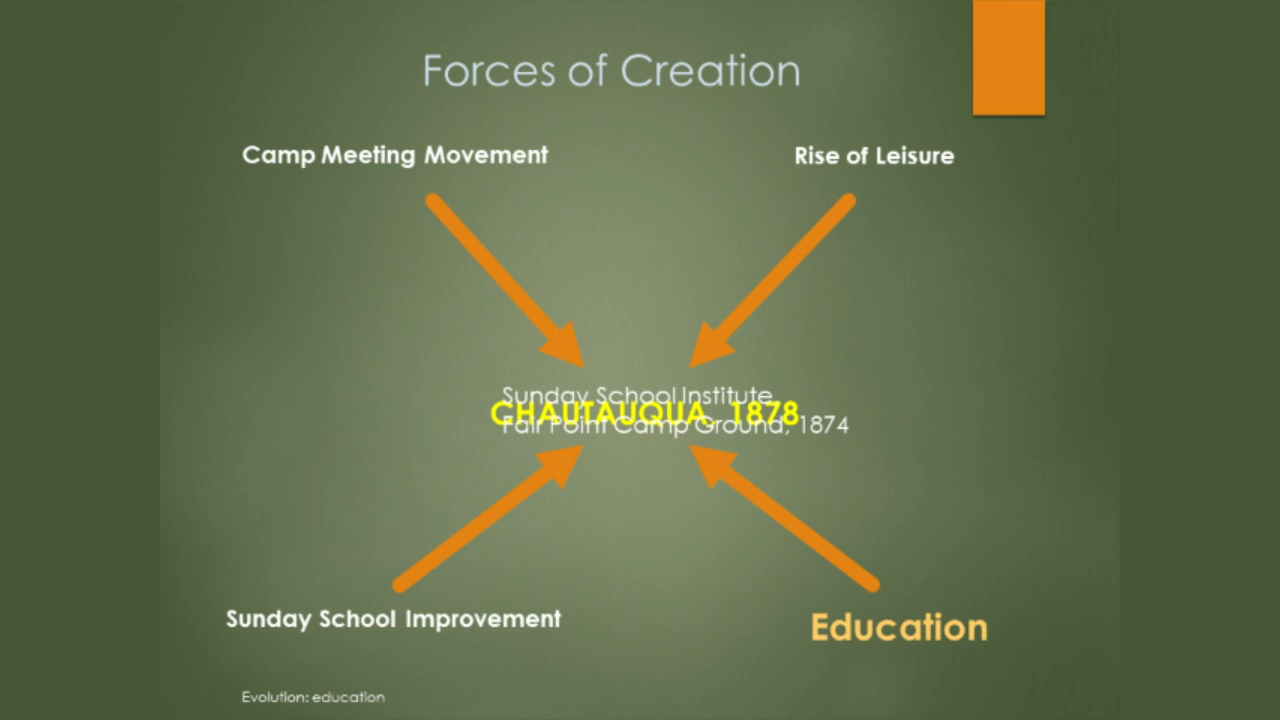 Forces of Creation
Camp Meeting Movement
Rise of Leisure
Sunday School Institute
CHAUTAUQUA, 1878
Fair Point Camp Ground, 1874
Sunday School Improvement
Education
Evolution: education